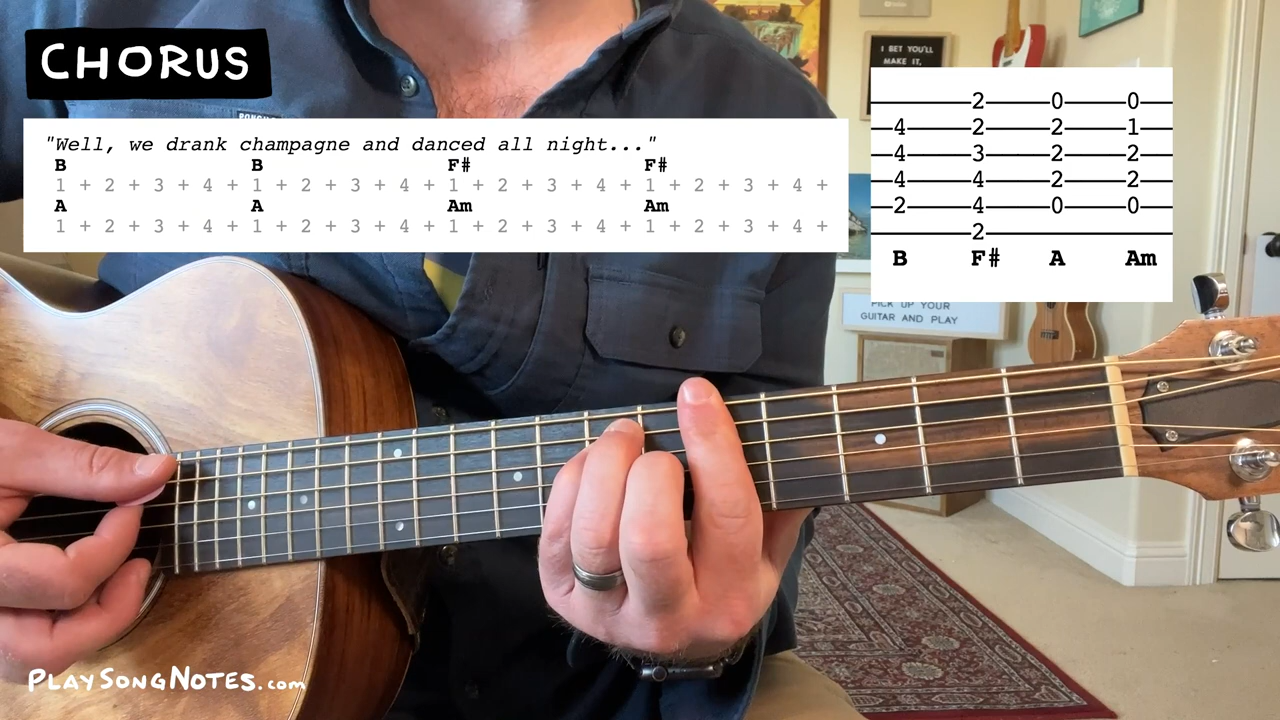 CHORUS
"Well, we drank champagne and danced all night..."
B B F# F#
1 + 2 + 3 + 4 + 1 + 2 + 3 + 4 + 1 + 2 + 3 + 4 + 1 + 2 + 3 + 4 +
A A Am Am
1 + 2 + 3 + 4 + 1 + 2 + 3 + 4 + 1 + 2 + 3 + 4 + 1 + 2 + 3 + 4 +
I BET YOU'LL
MAKE IT,
2 0 0
4 2 2 1
4 3 2 2
4 4 2 2
2 4 0 0
2
B F# A Am
PICK UP YOUR
GUITAR AND PLAY
PLAYSONGNOTES.com